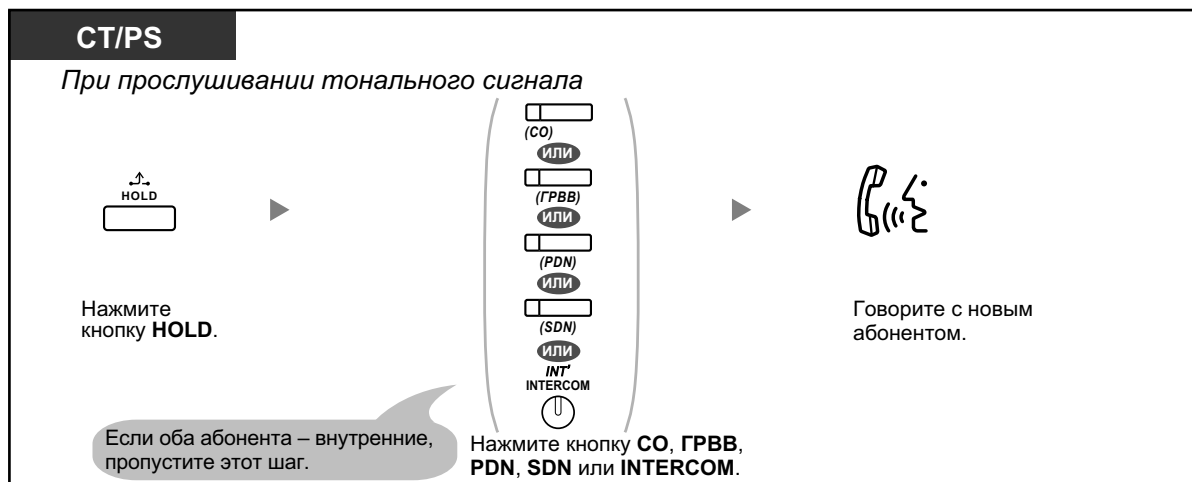 CT/PS
При прослушивании тонального сигнала
HOLD
Нажмите
кнопку HOLD.
(CO)
ИЛИ
(ГРВВ)
ИЛИ
(PDN)
ИЛИ
(SDN)
ИЛИ
INT'
INTERCOM
Если оба абонента – внутренние,
пропустите этот шаг.
Нажмите кнопку CO, ГРВВ,
PDN, SDN или INTERCOM.
Говорите с новым
абонентом.